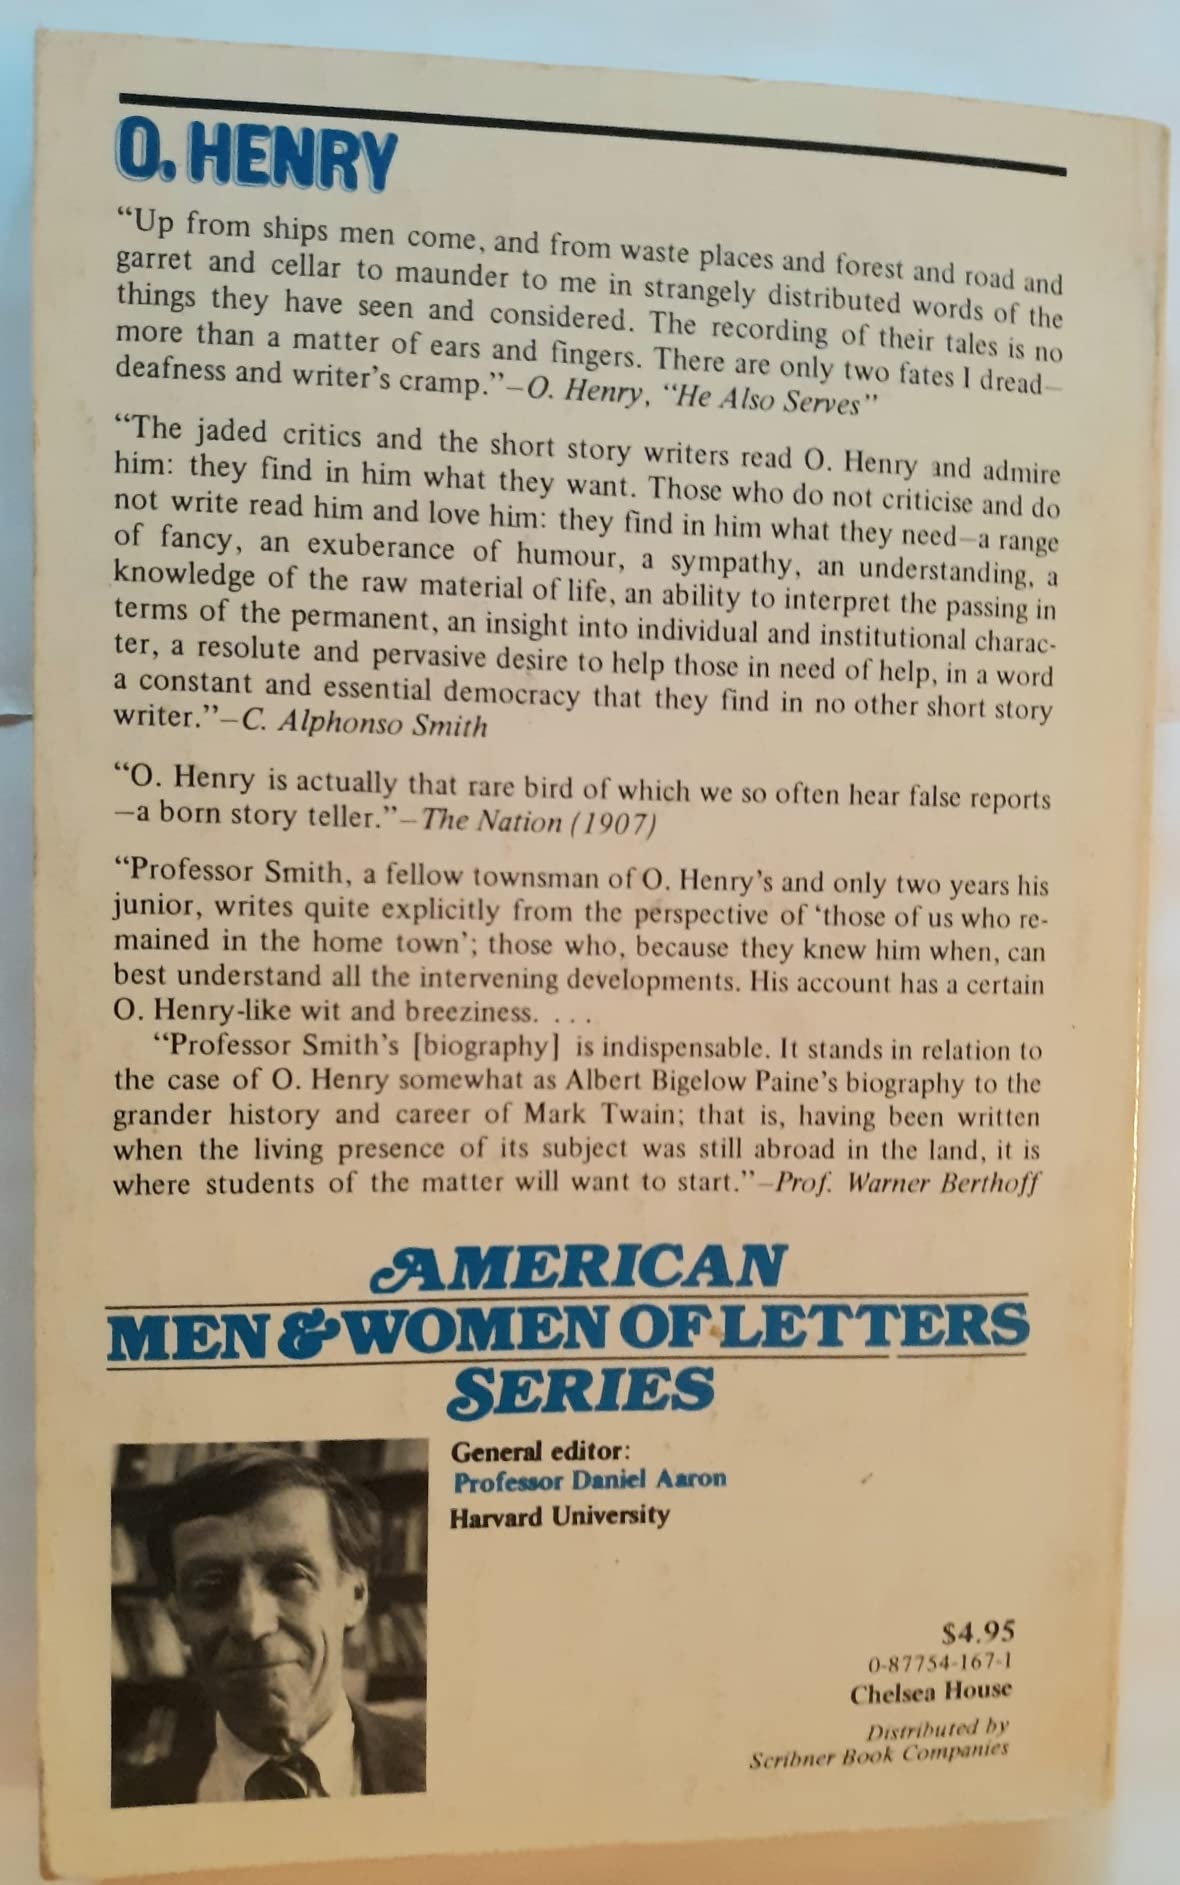 O. HENRY
“Up from ships men come, and from waste places and forest and road and
garret and cellar to maunder to me in strangely distributed words of the
things they have seen and considered. The recording of their tales is no
more than a matter of ears and fingers. There are only two fates I dread—
deafness and writer’s cramp.”—O. Henry, “He Also Serves”
“The jaded critics and the short story writers read O. Henry and admire
him: they find in him what they want. Those who do not criticise and do
not write read him and love him: they find in him what they need—a range
of fancy, an exuberance of humour, a sympathy, an understanding, a
knowledge of the raw material of life, an ability to interpret the passing in
terms of the permanent, an insight into individual and institutional charac-
ter, a resolute and pervasive desire to help those in need of help, in a word
a constant and essential democracy that they find in no other short story
writer.”—C. Alphonso Smith
“O. Henry is actually that rare bird of which we so often hear false reports
—a born story teller.”—The Nation (1907)
“Professor Smith, a fellow townsman of O. Henry’s and only two years his
junior, writes quite explicitly from the perspective of ‘those of us who re-
mained in the home town’; those who, because they knew him when, can
best understand all the intervening developments. His account has a certain
O. Henry-like wit and breeziness. . . .
“Professor Smith’s [biography] is indispensable. It stands in relation to
the case of O. Henry somewhat as Albert Bigelow Paine’s biography to the
grander history and career of Mark Twain; that is, having been written
when the living presence of its subject was still abroad in the land, it is
where students of the matter will want to start.”—Prof. Warner Berthoff
AMERICAN
MEN & WOMEN OF LETTERS
SERIES
General editor:
Professor Daniel Aaron
Harvard University
$4.95
0-87754-167-1
Chelsea House
Distributed by
Scribner Book Companies